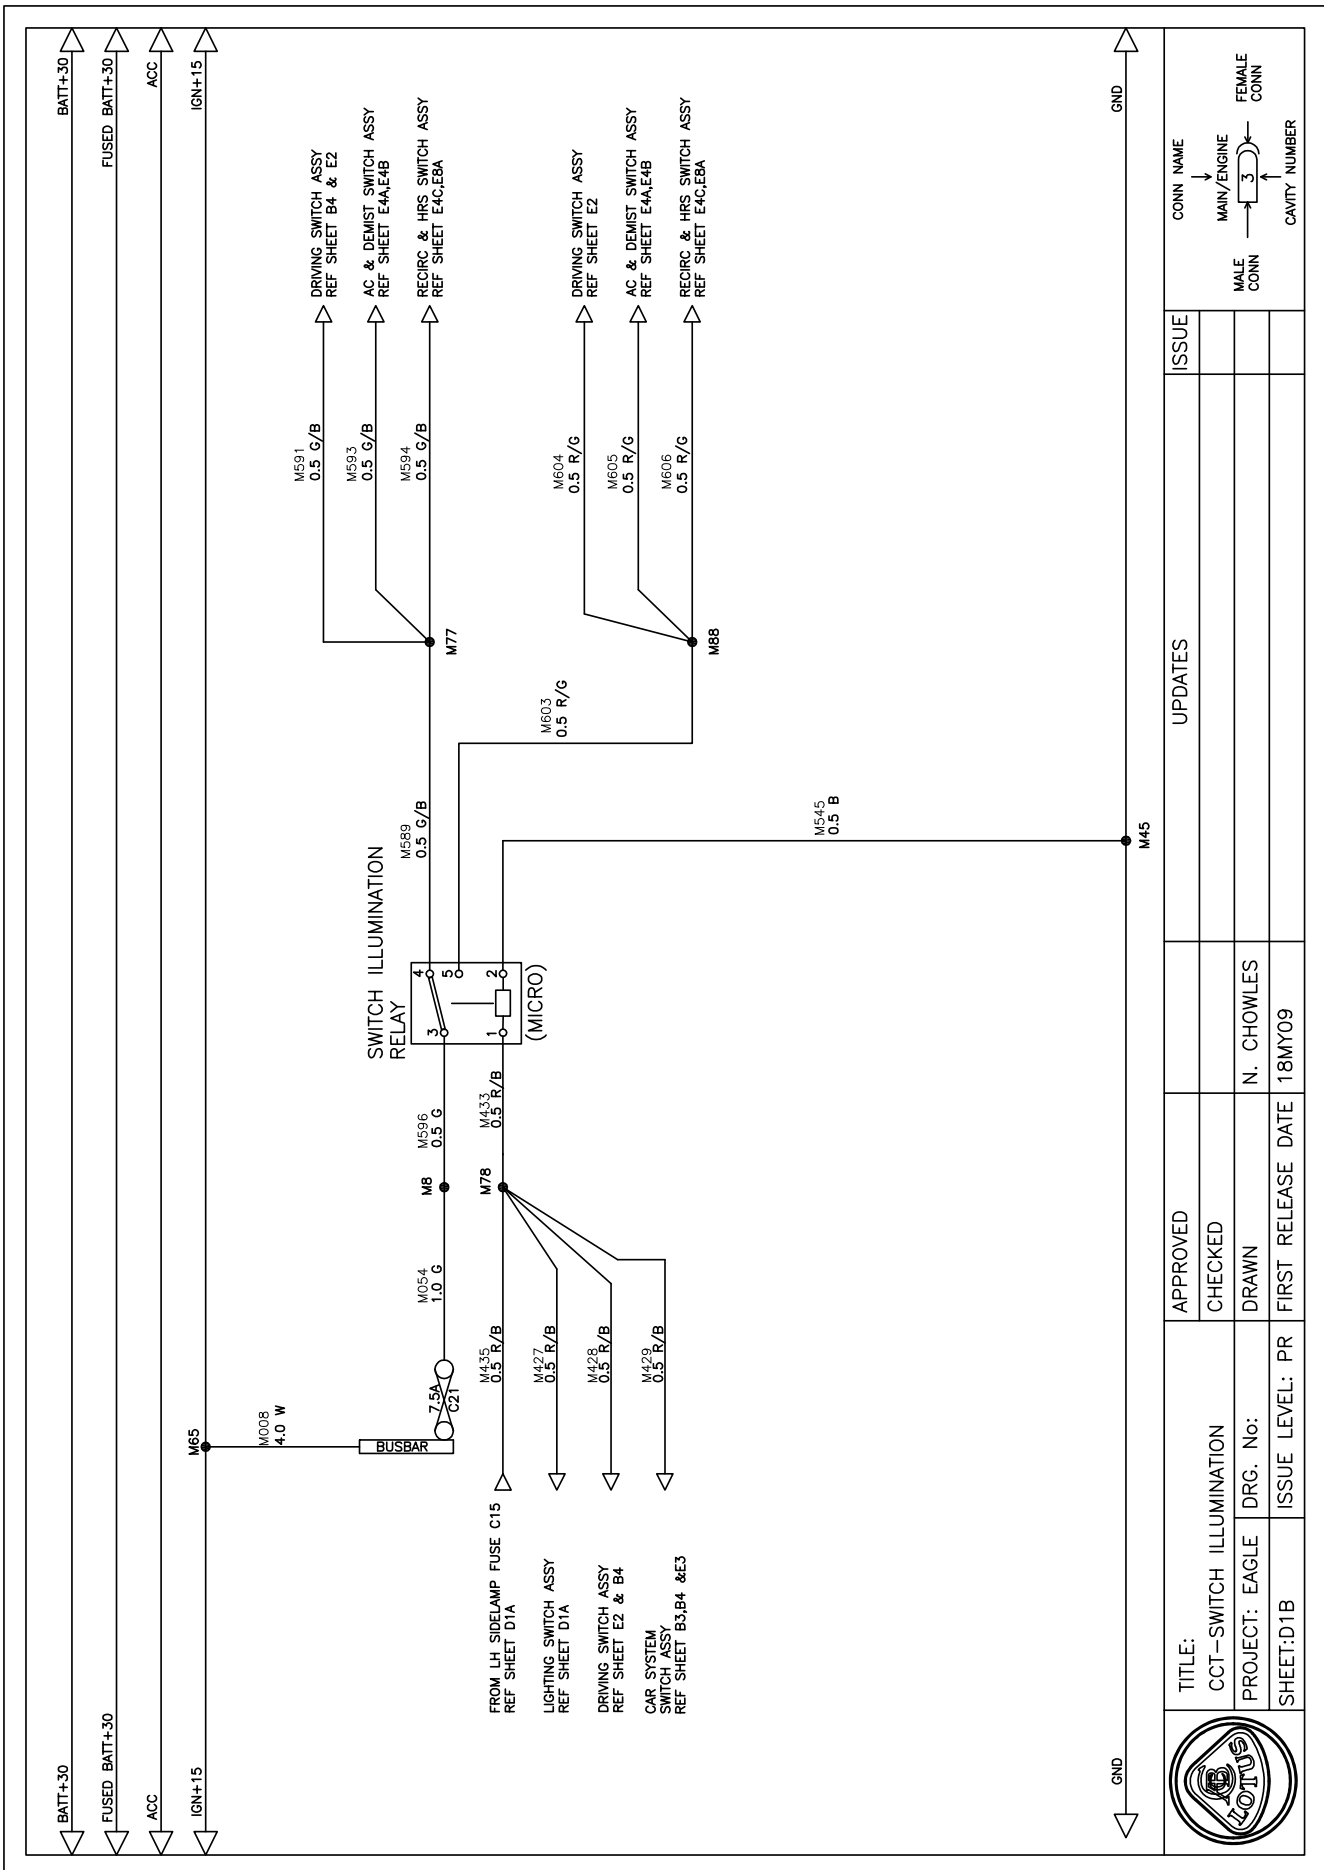 BATT+30
BATT+30
FUSED BATT+30
FUSED BATT+30
ACC
ACC
IGN+15
IGN+15
M65
M008
4.0 W
BUSBAR
7.5A
C21
M054
1.0 G
M8
M596
0.5 G
SWITCH ILLUMINATION
RELAY
3
4
5
1
2
(MICRO)
M589
0.5 G/B
M77
M591
0.5 G/B
DRIVING SWITCH ASSY
REF SHEET B4 & E2
M593
0.5 G/B
AC & DEMIST SWITCH ASSY
REF SHEET E4A,E4B
M594
0.5 G/B
RECIRC & HRS SWITCH ASSY
REF SHEET E4C,E8A
M603
0.5 R/G
M88
M604
0.5 R/G
DRIVING SWITCH ASSY
REF SHEET E2
M605
0.5 R/G
AC & DEMIST SWITCH ASSY
REF SHEET E4A,E4B
M606
0.5 R/G
RECIRC & HRS SWITCH ASSY
REF SHEET E4C,E8A
M433
0.5 R/B
M78
FROM LH SIDELAMP FUSE C15
REF SHEET D1A
M435
0.5 R/B
LIGHTING SWITCH ASSY
REF SHEET D1A
M427
0.5 R/B
DRIVING SWITCH ASSY
REF SHEET E2 & B4
M428
0.5 R/B
CAR SYSTEM
SWITCH ASSY
REF SHEET B3,B4 &E3
M429
0.5 R/B
M545
0.5 B
M45
GND
GND
LOTUS
TITLE:
CCT-SWITCH ILLUMINATION
PROJECT: EAGLE
DRG. No:
SHEET:D1B
ISSUE LEVEL: PR
APPROVED
CHECKED
DRAWN
N. CHOWLES
FIRST RELEASE DATE
18MY09
UPDATES
ISSUE
CONN NAME
MAIN/ENGINE
MALE
CONN
3
FEMALE
CONN
CAVITY NUMBER